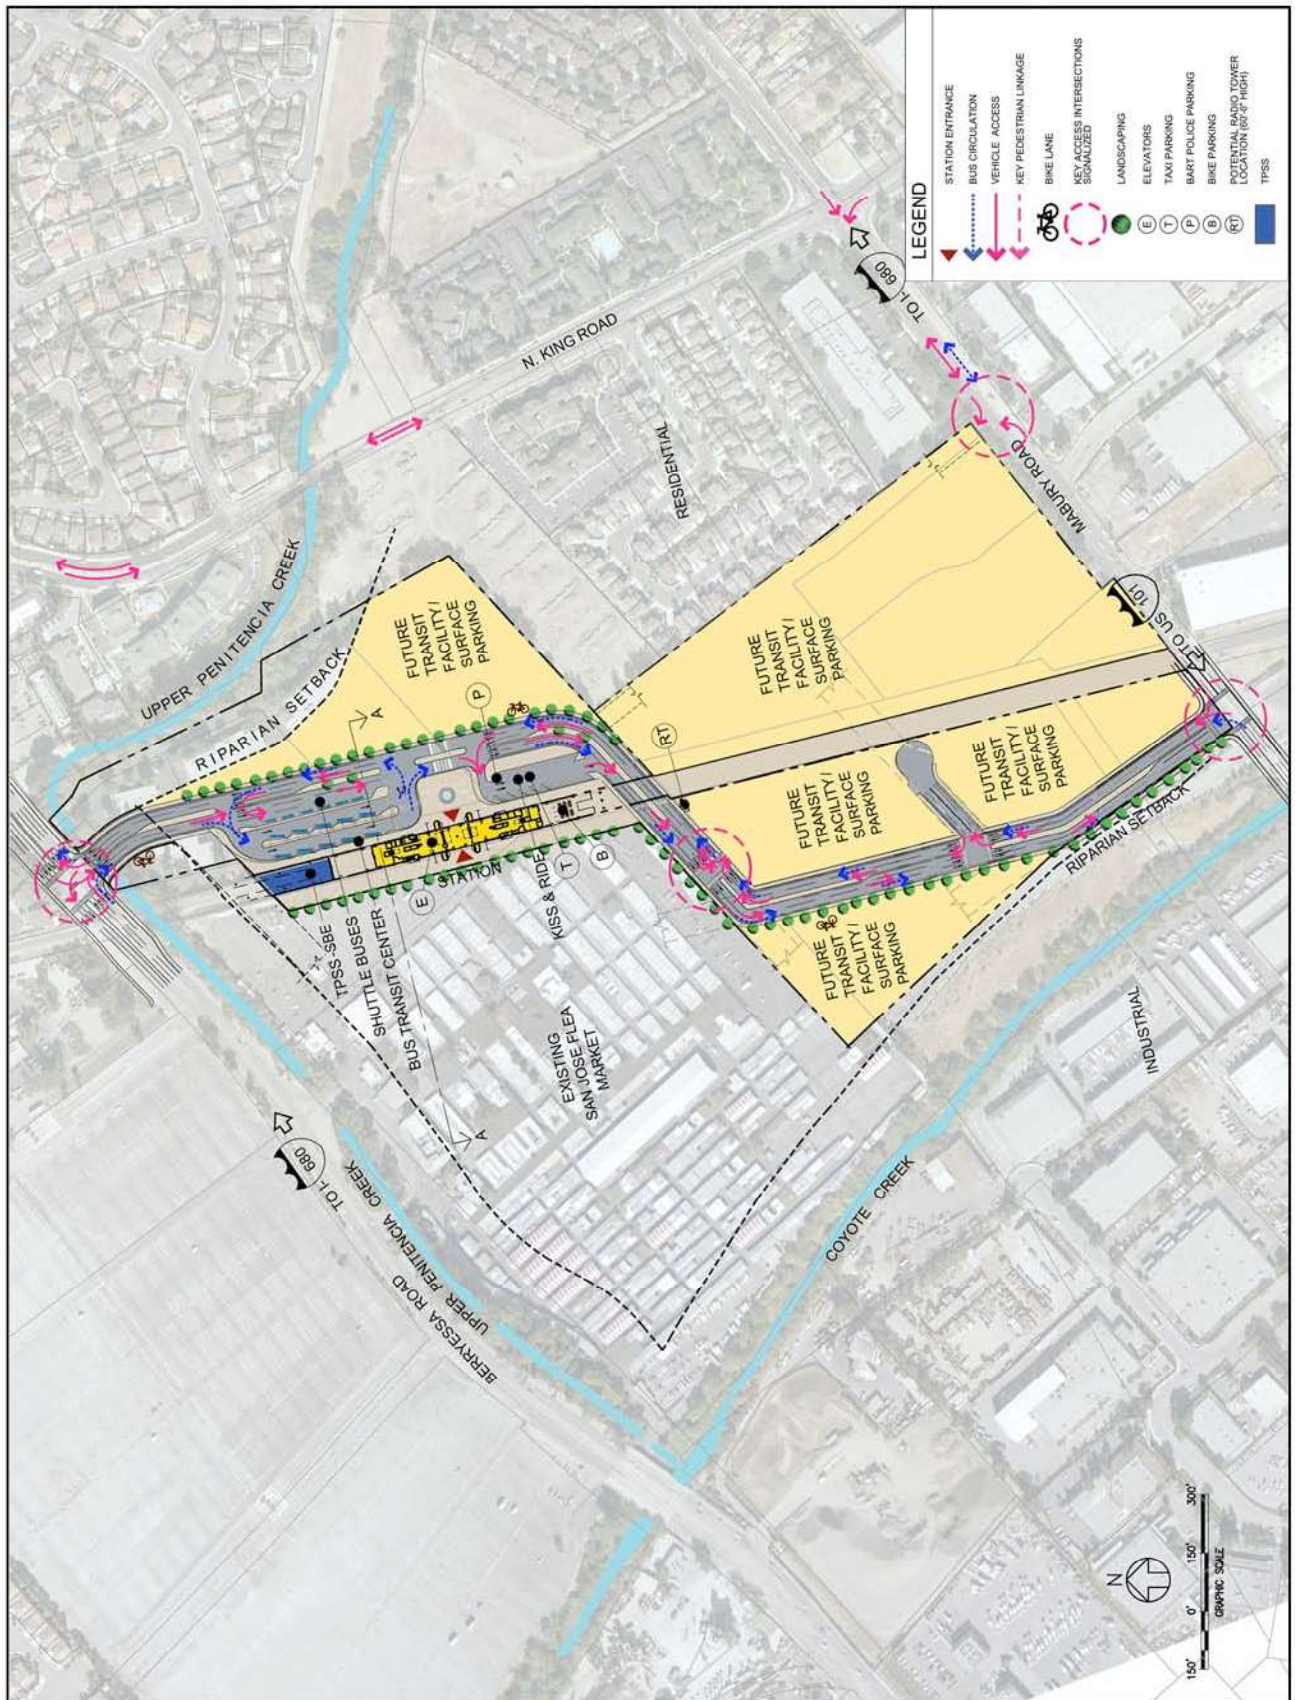 LEGEND
STATION ENTRANCE
BUS CIRCULATION
VEHICLE ACCESS
KEY PEDESTRIAN LINKAGE
BIKE LANE
KEY ACCESS INTERSECTIONS
SIGNALIZED
LANDSCAPING
E
ELEVATORS
T
TAXI PARKING
P
BART POLICE PARKING
B
BIKE PARKING
RT
POTENTIAL RADIO TOWER
LOCATION (60'-0" HIGH)
TPSS
UPPER PENITENCIA CREEK
RIPARIAN SETBACK
N. KING ROAD
RESIDENTIAL
TO I-
680
MABURY ROAD
TO US
101
FUTURE
TRANSIT
FACILITY/
SURFACE
PARKING
FUTURE
TRANSIT
FACILITY/
SURFACE
PARKING
FUTURE
TRANSIT
FACILITY/
SURFACE
PARKING
FUTURE
TRANSIT
FACILITY/
SURFACE
PARKING
FUTURE
TRANSIT
FACILITY/
SURFACE
PARKING
A
P
RT
TPSS-SBE
SHUTTLE BUSES
BUS TRANSIT CENTER
E
STATION
KISS & RIDE
T
B
A
EXISTING
SAN JOSE FLEA
MARKET
RIPARIAN SETBACK
INDUSTRIAL
COYOTE CREEK
TO I-
680
UPPER PENITENCIA CREEK
BERRYESSA ROAD
N
150' 0' 150' 300'
GRAPHIC SCALE